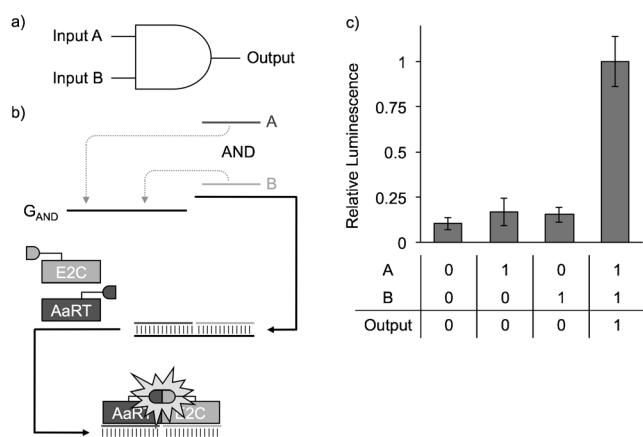 a)
Input A
Input B
Output
b)
A
AND
B
GAND
E2C
AaRT
AaRT
E2C
c)
Relative Luminescence
1
0.75
0.5
0.25
0
A 0 1 0 1
B 0 0 1 1
Output 0 0 0 1